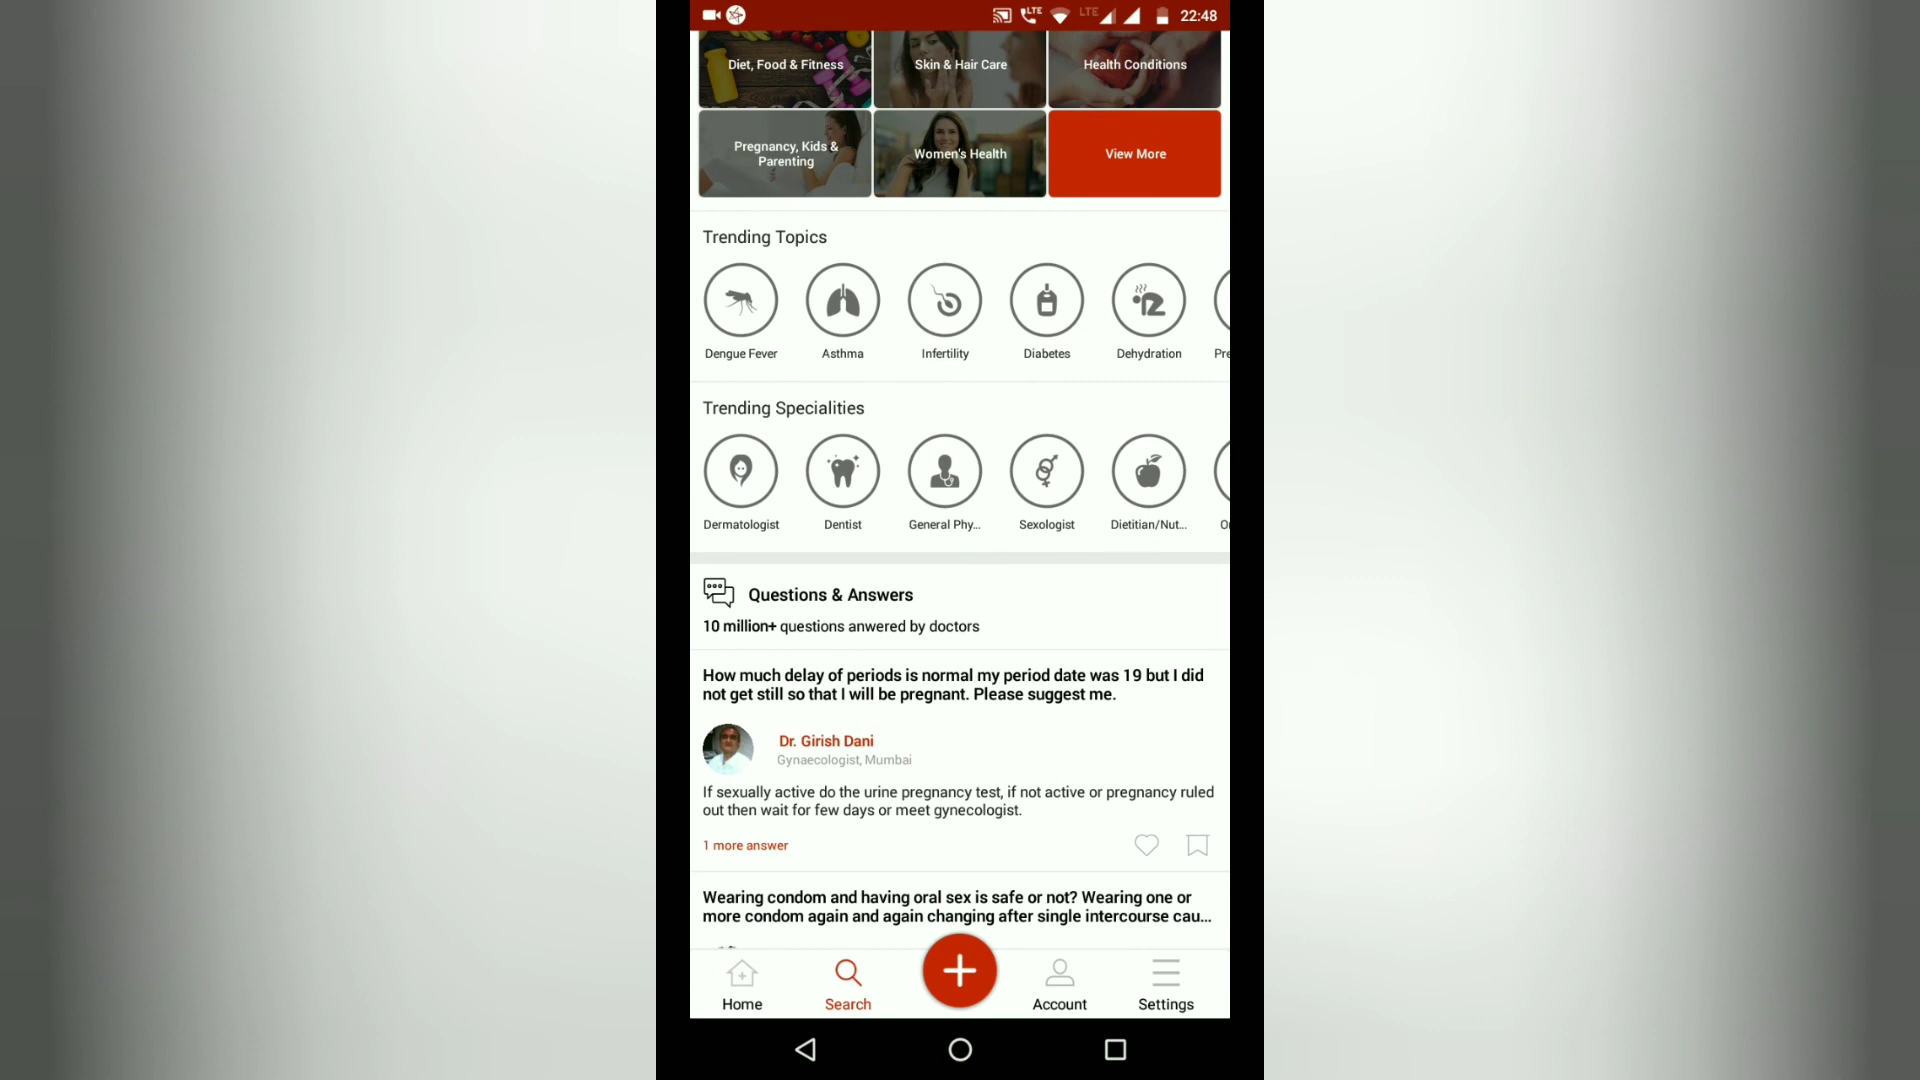 LTE LTE 22:48
Diet, Food & Fitness
Skin & Hair Care
Health Conditions
Pregnancy, Kids &
Parenting
Women's Health
View More
Trending Topics
Dengue Fever
Asthma
Infertility
Diabetes
Dehydration
Pre
Trending Specialities
Dermatologist
Dentist
General Phy...
Sexologist
Dietitian/Nut...
Questions & Answers
10 million+ questions anwered by doctors
How much delay of periods is normal my period date was 19 but I did
not get still so that I will be pregnant. Please suggest me.
Dr. Girish Dani
Gynaecologist, Mumbai
If sexually active do the urine pregnancy test, if not active or pregnancy ruled
out then wait for few days or meet gynecologist.
1 more answer
Wearing condom and having oral sex is safe or not? Wearing one or
more condom again and again changing after single intercourse cau...
Home
Search
Account
Settings